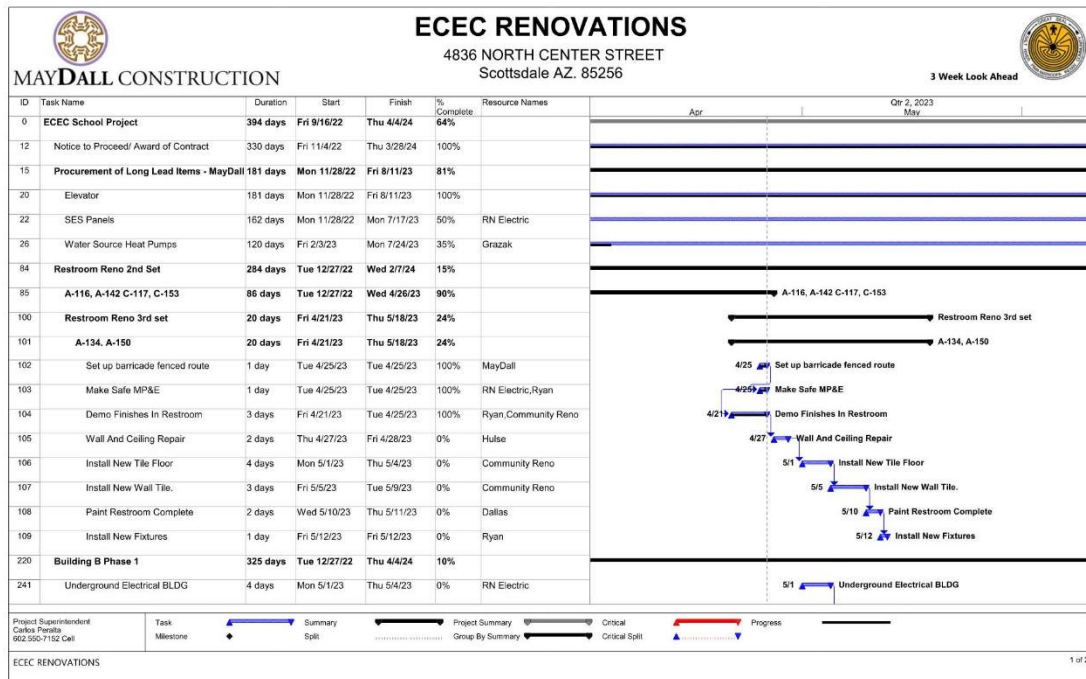 ECEC RENOVATIONS
4836 NORTH CENTER STREET
Scottsdale AZ. 85256
MAYDALL CONSTRUCTION
3 Week Look Ahead
ID Task Name Duration Start Finish % Complete Resource Names Qtr 2, 2023
Apr May
0 ECEC School Project 394 days Fri 9/16/22 Thu 4/4/24 64%
12 Notice to Proceed/ Award of Contract 330 days Fri 11/4/22 Thu 3/28/24 100%
15 Procurement of Long Lead Items - MayDall 181 days Mon 11/28/22 Fri 8/11/23 81%
20 Elevator 181 days Mon 11/28/22 Fri 8/11/23 100%
22 SES Panels 162 days Mon 11/28/22 Mon 7/17/23 50% RN Electric
26 Water Source Heat Pumps 120 days Fri 2/3/23 Mon 7/24/23 35% Grazak
84 Restroom Reno 2nd Set 284 days Tue 12/27/22 Wed 2/7/24 15%
85 A-116, A-142 C-117, C-153 86 days Tue 12/27/22 Wed 4/26/23 90% A-116, A-142 C-117, C-153
100 Restroom Reno 3rd set 20 days Fri 4/21/23 Thu 5/18/23 24% Restroom Reno 3rd set
101 A-134, A-150 20 days Fri 4/21/23 Thu 5/18/23 24% A-134, A-150
102 Set up barricade fenced route 1 day Tue 4/25/23 Tue 4/25/23 100% MayDall 4/25 Set up barricade fenced route
103 Make Safe MP&E 1 day Tue 4/25/23 Tue 4/25/23 100% RN Electric,Ryan 4/25 Make Safe MP&E
104 Demo Finishes In Restroom 3 days Fri 4/21/23 Tue 4/25/23 100% Ryan,Community Reno 4/21 Demo Finishes In Restroom
105 Wall And Ceiling Repair 2 days Thu 4/27/23 Fri 4/28/23 0% Hulse 4/27 Wall And Ceiling Repair
106 Install New Tile Floor 4 days Mon 5/1/23 Thu 5/4/23 0% Community Reno 5/1 Install New Tile Floor
107 Install New Wall Tile. 3 days Fri 5/5/23 Tue 5/9/23 0% Community Reno 5/5 Install New Wall Tile.
108 Paint Restroom Complete 2 days Wed 5/10/23 Thu 5/11/23 0% Dallas 5/10 Paint Restroom Complete
109 Install New Fixtures 1 day Fri 5/12/23 Fri 5/12/23 0% Ryan 5/12 Install New Fixtures
220 Building B Phase 1 325 days Tue 12/27/22 Thu 4/4/24 10%
241 Underground Electrical BLDG 4 days Mon 5/1/23 Thu 5/4/23 0% RN Electric 5/1 Underground Electrical BLDG
Project Superintendent
Carlos Peralta
602.550-7152 Cell
Task Summary Project Summary Critical Progress
Milestone Split Group By Summary Critical Split
ECEC RENOVATIONS
1 of 2